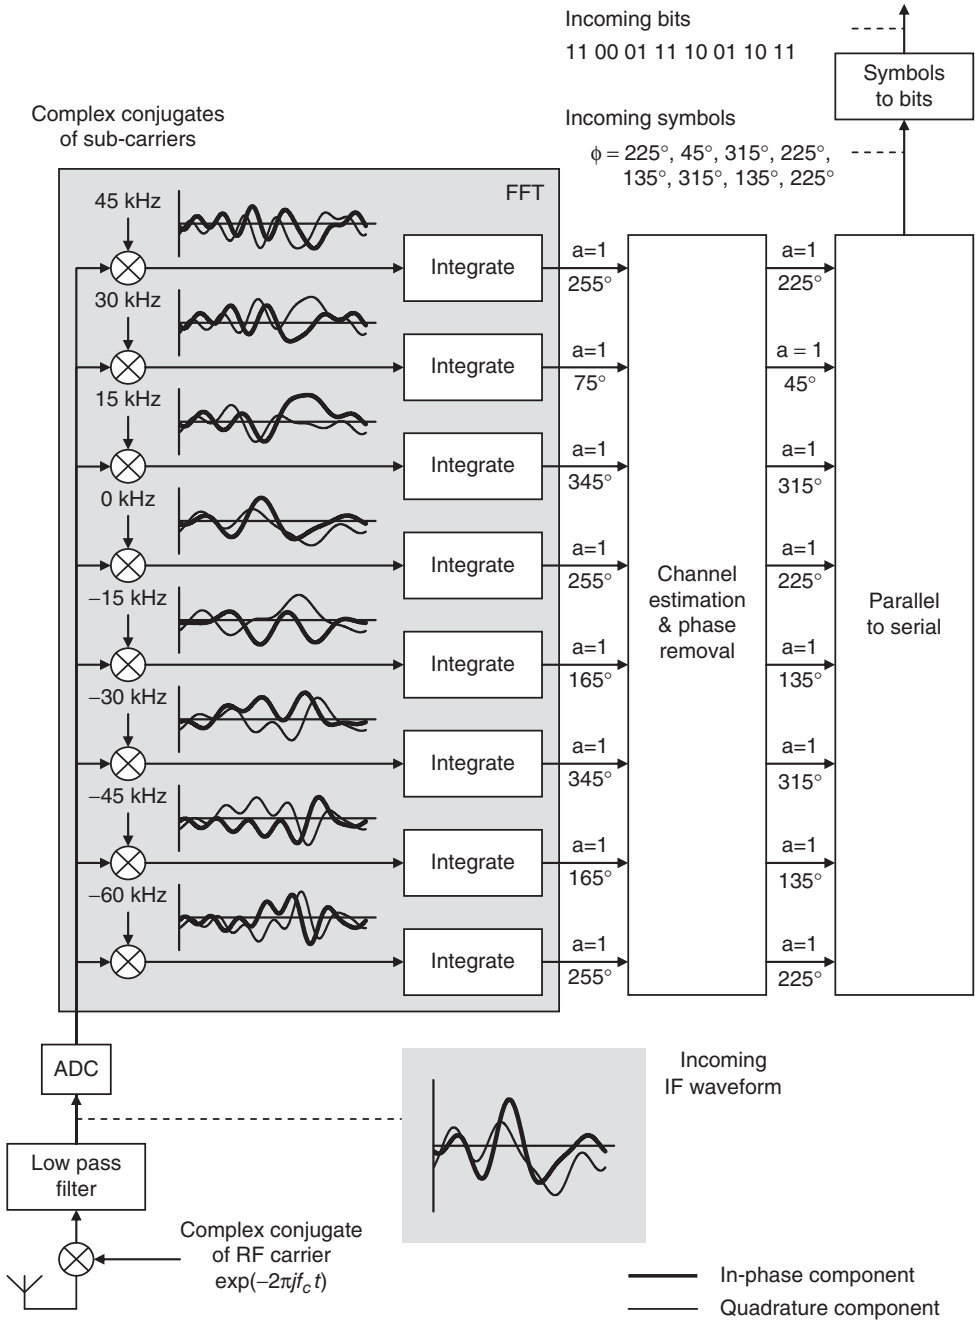 Incoming bits
11 00 01 11 10 01 10 11
Symbols
to bits
Complex conjugates
of sub-carriers
Incoming symbols
ϕ = 225°, 45°, 315°, 225°,
135°, 315°, 135°, 225°
FFT
45 kHz
Integrate
a=1
255°
a=1
225°
30 kHz
Integrate
a=1
75°
a = 1
45°
15 kHz
Integrate
a=1
345°
a=1
315°
0 kHz
Integrate
a=1
255°
a=1
225°
Channel
estimation
& phase
removal
Parallel
to serial
−15 kHz
Integrate
a=1
165°
a=1
135°
−30 kHz
Integrate
a=1
345°
a=1
315°
−45 kHz
Integrate
a=1
165°
a=1
135°
−60 kHz
Integrate
a=1
255°
a=1
225°
ADC
Incoming
IF waveform
Low pass
filter
Complex conjugate
of RF carrier
exp(−2πjf_c t)
In-phase component
Quadrature component